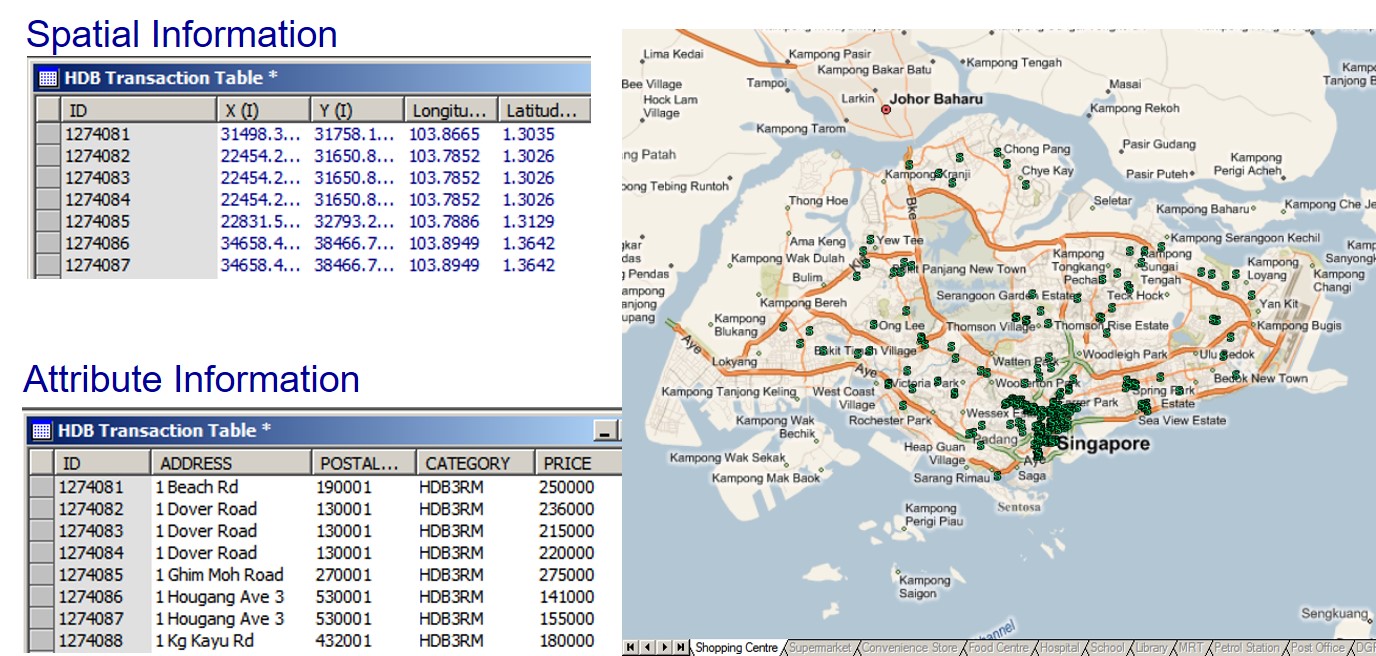 Spatial Information
HDB Transaction Table *
ID X (I) Y (I) Longitu... Latitud...
1274081 31498.3... 31758.1... 103.8665 1.3035
1274082 22454.2... 31650.8... 103.7852 1.3026
1274083 22454.2... 31650.8... 103.7852 1.3026
1274084 22454.2... 31650.8... 103.7852 1.3026
1274085 22831.5... 32793.2... 103.7886 1.3129
1274086 34658.4... 38466.7... 103.8949 1.3642
1274087 34658.4... 38466.7... 103.8949 1.3642
Attribute Information
HDB Transaction Table *
ID ADDRESS POSTAL... CATEGORY PRICE
1274081 1 Beach Rd 190001 HDB3RM 250000
1274082 1 Dover Road 130001 HDB3RM 236000
1274083 1 Dover Road 130001 HDB3RM 215000
1274084 1 Dover Road 130001 HDB3RM 220000
1274085 1 Ghim Moh Road 270001 HDB3RM 275000
1274086 1 Hougang Ave 3 530001 HDB3RM 141000
1274087 1 Hougang Ave 3 530001 HDB3RM 155000
1274088 1 Kg Kayu Rd 432001 HDB3RM 180000
Lima Kedai
Kampong Pasir
Kampong Tengah
Kampong Bakar Batu
Bee Village
Tampoi
Masai
Hock Lam
Village
Larkin
Johor Baharu
Kampong Rekoh
Kampong Tarom
ng Patah
Chong Pang
Pasir Gudang
Kampong
Perigi Acheh
Kampong Kranji
Chye Kay
Pasir Puteh
oong Tebing Runtoh
Thong Hoe
Bke
Seletar
Kampong Baharu
Kampong Che Je
Ama Keng
Yew Tee
Kampong Serangoon Kechil
Kampong Wak Dulah
Panjang New Town
Kampong
Tongkang
Pecha
Kampong
Sungai
Tengah
Kampong
Loyang
Kampong
Changi
Pendas
Bulim
Kampong Bereh
Serangoon Garden Estate
Teck Hock
Yan Kit
Kampong
Blukang
Ong Lee
Thomson Village
Thomson Rise Estate
Kampong Bugis
Aye
Lokyang
Bukit Timah Village
Watten Park
Woodleigh Park
Ulu Bedok
Aye
Bedok New Town
Kampong Tanjong Keling
West Coast
Village
Victoria Park
Woollerton Park
Spring Park
Estate
Rochester Park
Sea View Estate
Kampong Wak
Bechik
Padang
Singapore
Heap Guan
Village
Kampong Wak Sekak
Aye
Kampong Mak Baok
Sarang Rimau
Saga
Sentosa
Kampong
Perigi Piau
Kampong
Saigon
Sengkuang
Shopping Centre Supermarket Convenience Store Food Centre Hospital School Library MRT Petrol Station Post Office